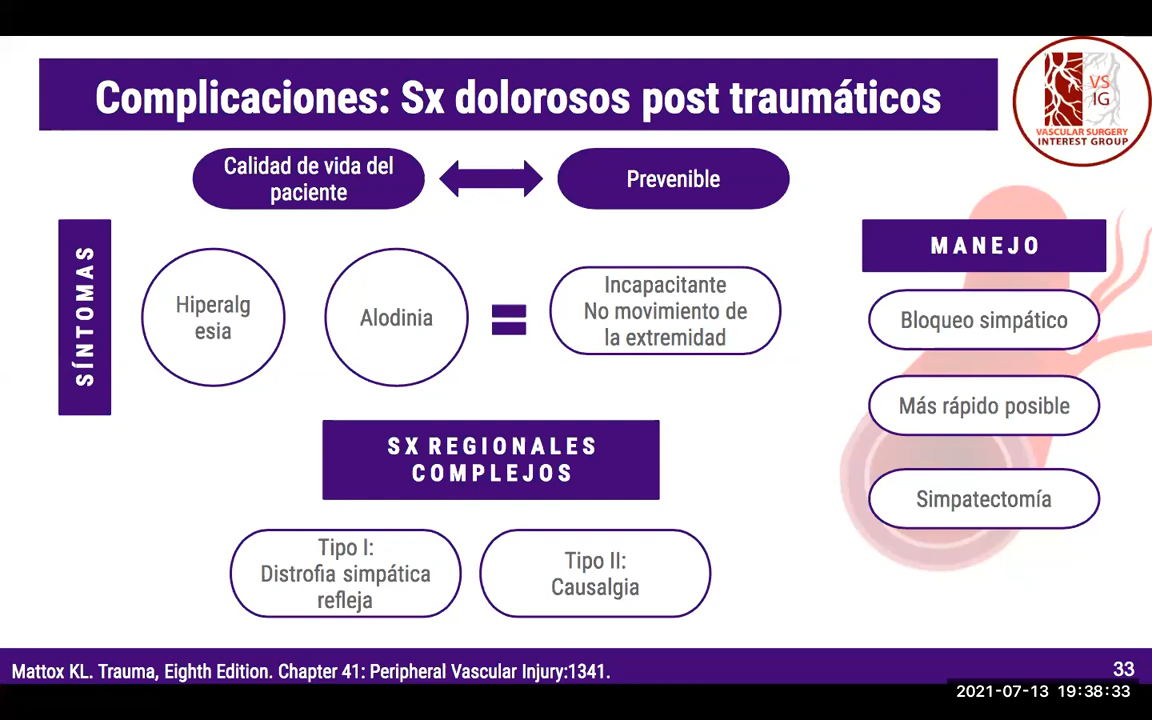 Complicaciones: Sx dolorosos post traumáticos
VS
IG
VASCULAR SURGERY
INTEREST GROUP
Calidad de vida del
paciente
Prevenible
SÍNTOMAS
Hiperalg
esia
Alodinia
=
Incapacitante
No movimiento de
la extremidad
MANEJO
Bloqueo simpático
Más rápido posible
Simpatectomía
SX REGIONALES
COMPLEJOS
Tipo I:
Distrofia simpática
refleja
Tipo II:
Causalgia
Mattox KL. Trauma, Eighth Edition. Chapter 41: Peripheral Vascular Injury:1341.
33
2021-07-13 19:38:33